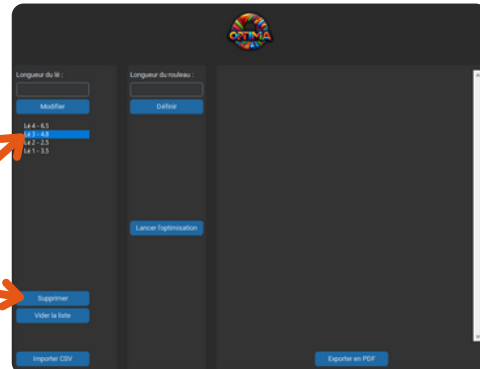 OPTIMA
Longueur du lé :
Modifier
Lé 4 - 6.5
Lé 3 - 4.8
Lé 2 - 2.5
Lé 1 - 3.5
Supprimer
Vider la liste
Importer CSV
Longueur du rouleau :
Définir
Lancer l'optimisation
Exporter en PDF